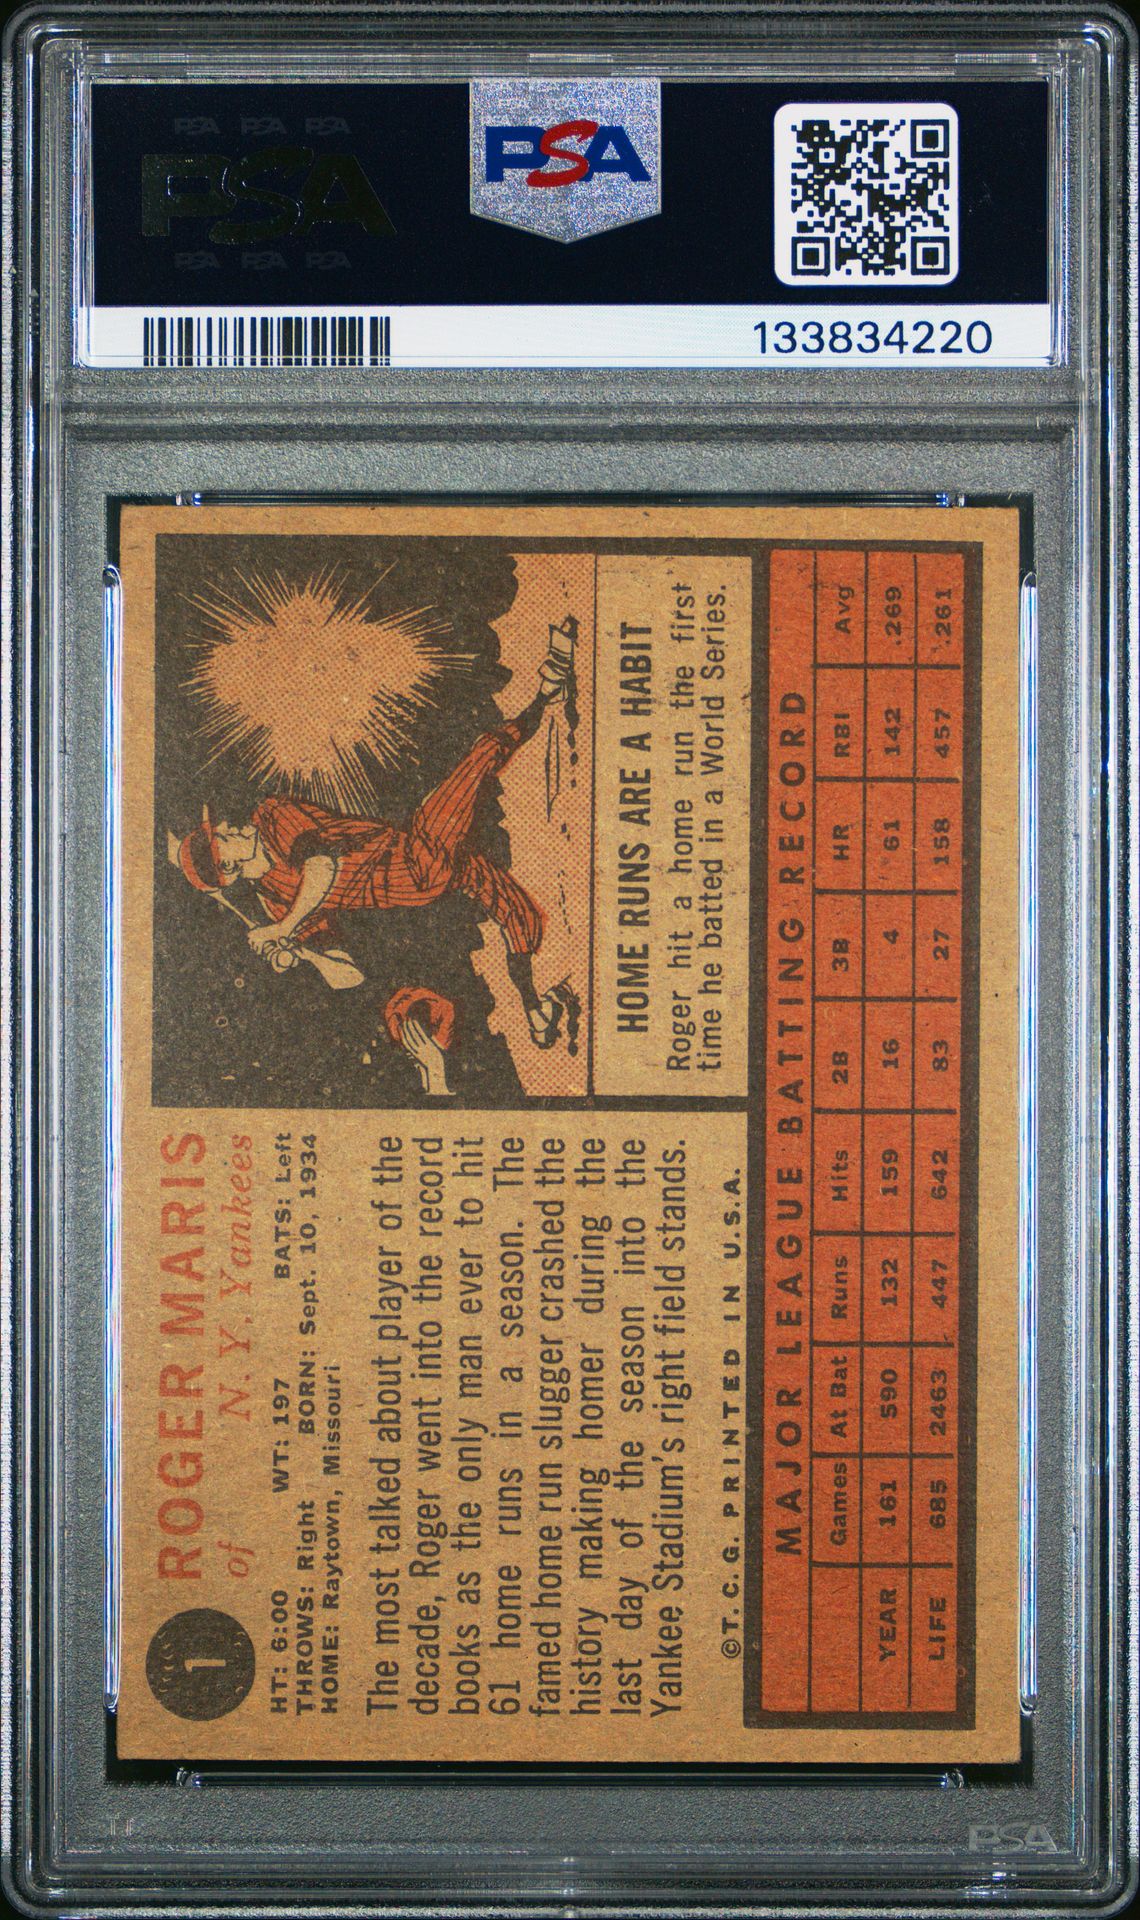 PSA PSA PSA
PSA
PSA PSA PSA
PSA
133834220
1
ROGER MARIS
of N. Y. Yankees
HT: 6:00 WT: 197 BATS: Left
THROWS: Right BORN: Sept. 10, 1934
HOME: Raytown, Missouri
The most talked about player of the
decade, Roger went into the record
books as the only man ever to hit
61 home runs in a season. The
famed home run slugger crashed the
history making homer during the
last day of the season into the
Yankee Stadium's right field stands.
©T. C. G. PRINTED IN U.S.A.
HOME RUNS ARE A HABIT
Roger hit a home run the first
time he batted in a World Series.
MAJOR LEAGUE BATTING RECORD
Games At Bat Runs Hits 2B 3B HR RBI Avg
YEAR 161 590 132 159 16 4 61 142 .269
LIFE 685 2463 447 642 83 27 158 457 .261
PSA